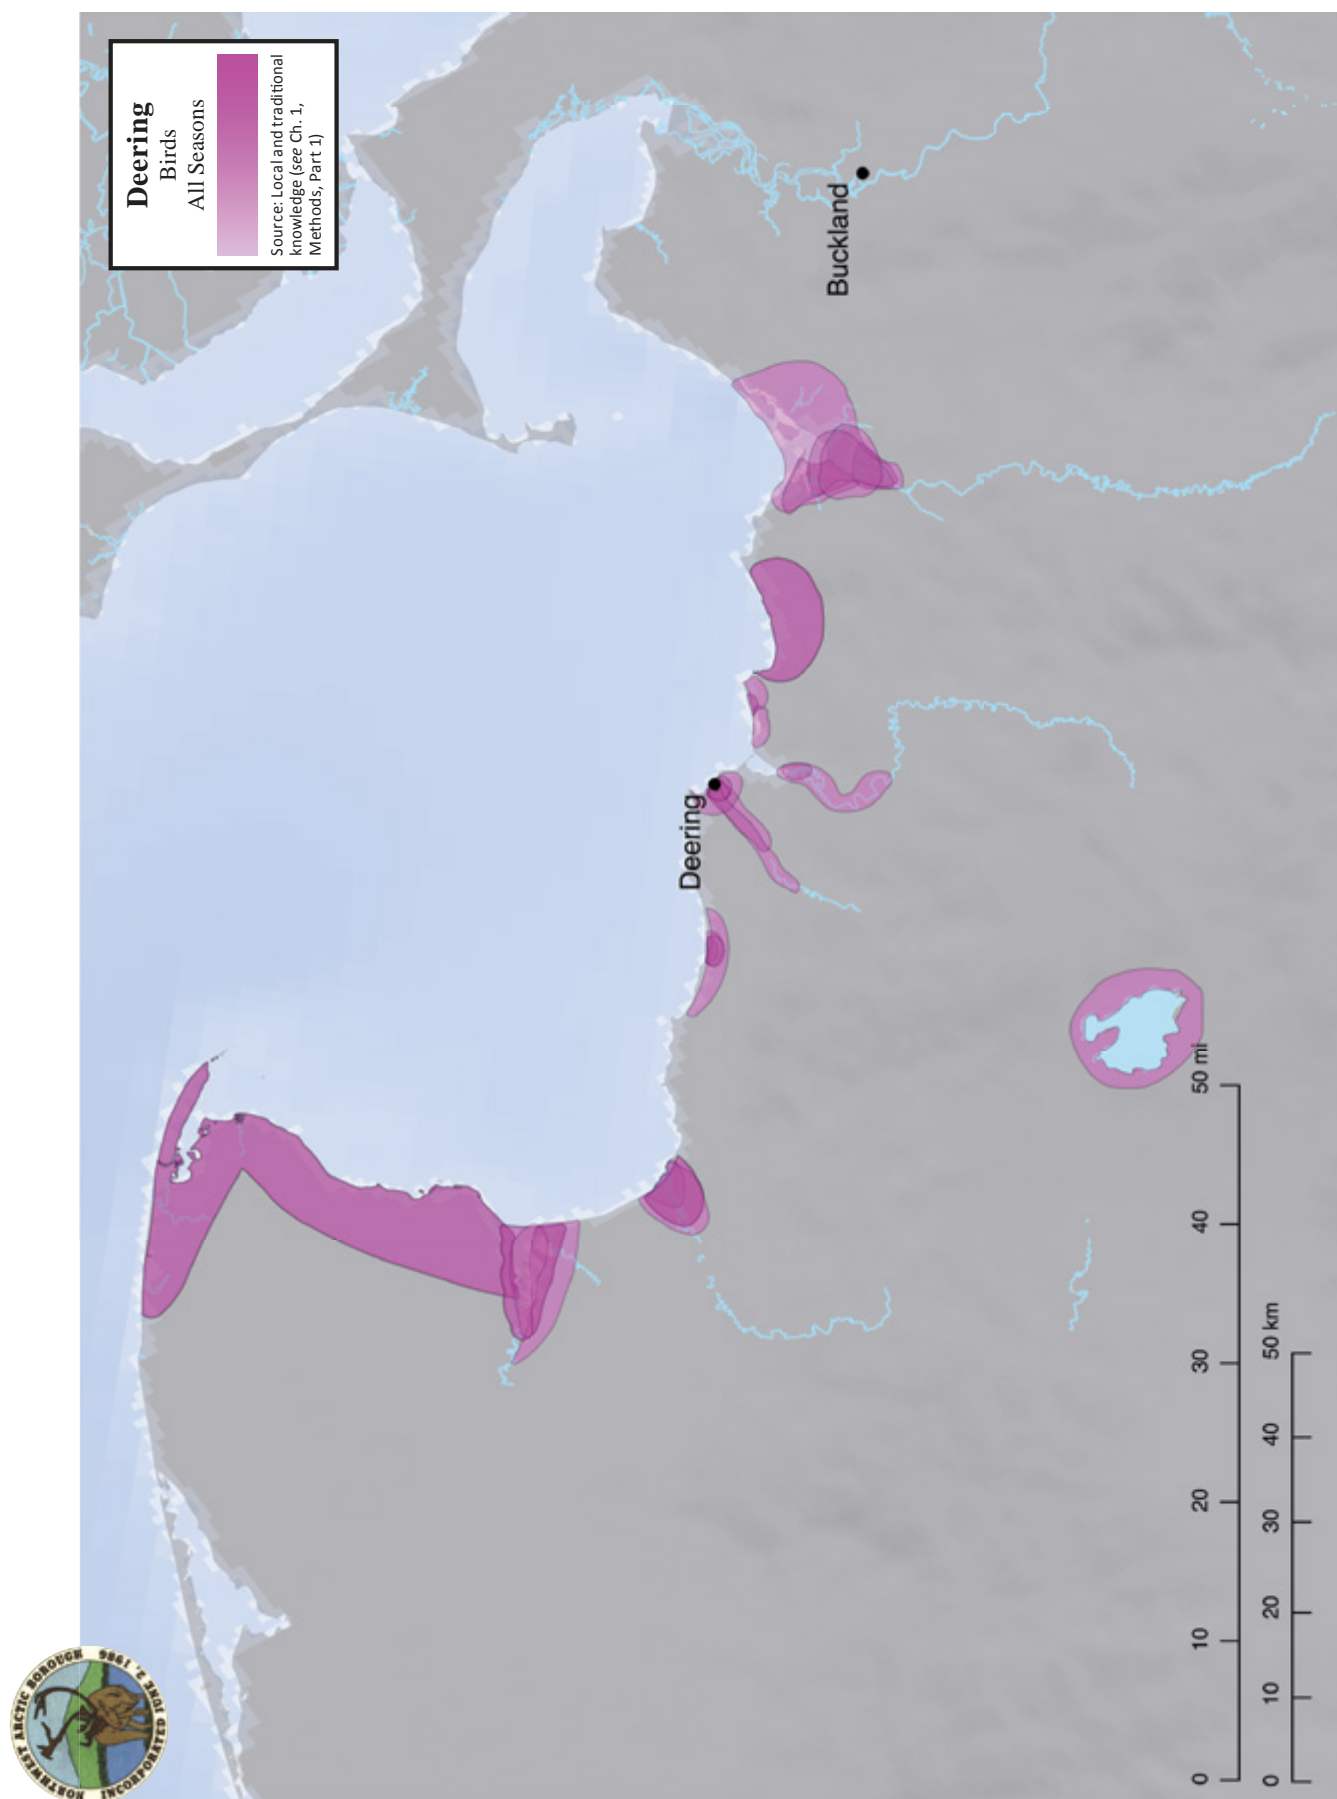 Deering
Birds
All Seasons
Source: Local and traditional
knowledge (see Ch. 1,
Methods, Part 1)
Buckland
Deering
0 10 20 30 40 50 mi
0 10 20 30 40 50 km
NORTHWEST ARCTIC BOROUGH
INCORPORATED JUNE 2, 1986